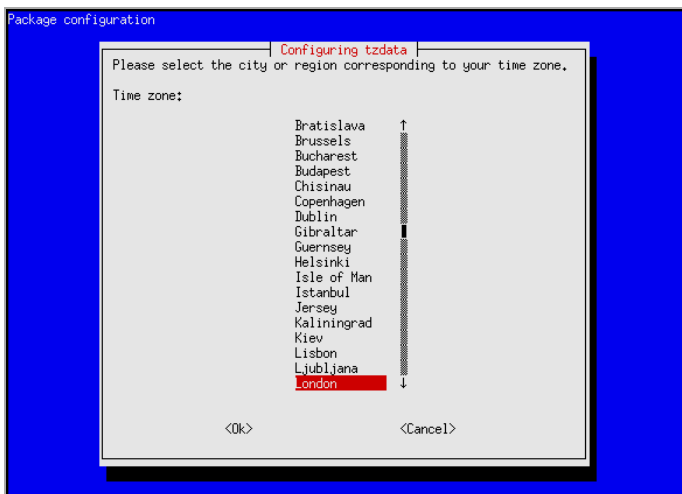 Package configuration
Configuring tzdata
Please select the city or region corresponding to your time zone.
Time zone:
Bratislava ↑
Brussels
Bucharest
Budapest
Chisinau
Copenhagen
Dublin
Gibraltar
Guernsey
Helsinki
Isle of Man
Istanbul
Jersey
Kaliningrad
Kiev
Lisbon
Ljubljana
London ↓
<Ok> <Cancel>